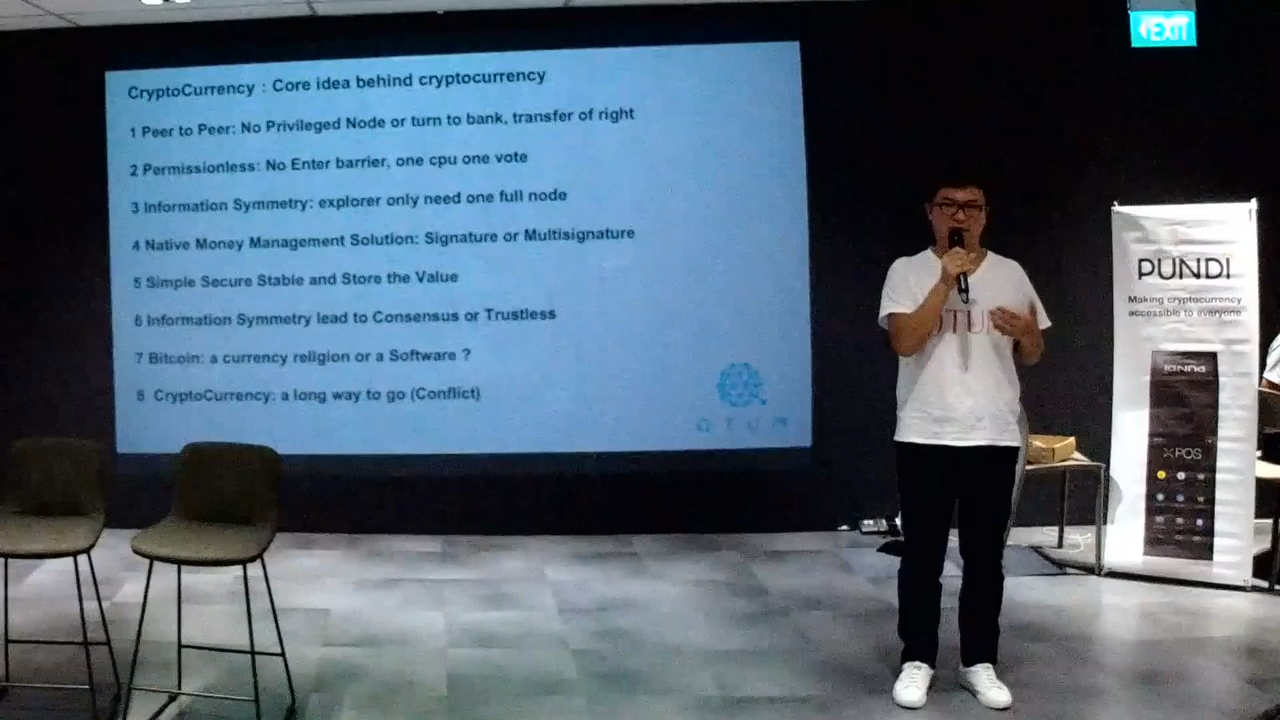 CryptoCurrency : Core idea behind cryptocurrency
1 Peer to Peer: No Privileged Node or turn to bank, transfer of right
2 Permissionless: No Enter barrier, one cpu one vote
3 Information Symmetry: explorer only need one full node
4 Native Money Management Solution: Signature or Multisignature
5 Simple Secure Stable and Store the Value
6 Information Symmetry lead to Consensus or Trustless
7 Bitcoin: a currency religion or a Software ?
8 CryptoCurrency: a long way to go (Conflict)
QTUM
EXIT
PUNDI
Making cryptocurrency
accessible to everyone
PUNDI
XPOS